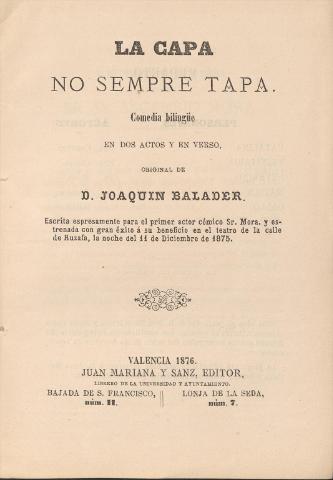 LA CAPA
NO SEMPRE TAPA.
Comedia bilingüe
EN DOS ACTOS Y EN VERSO,
ORIGINAL DE
D. JOAQUIN BALADER.
Escrita espresamente para el primer actor cómico Sr. Mora, y es-
trenada con gran éxito á su beneficio en el teatro de la calle
de Ruzafa, la noche del 11 de Diciembre de 1875.
VALENCIA 1876.
JUAN MARIANA Y SANZ, EDITOR,
LIBRERO DE LA UNIVERSIDAD Y AYUNTAMIENTO.
BAJADA DE S. FRANCISCO,
núm. 11.
LONJA DE LA SEDA,
núm. 7.